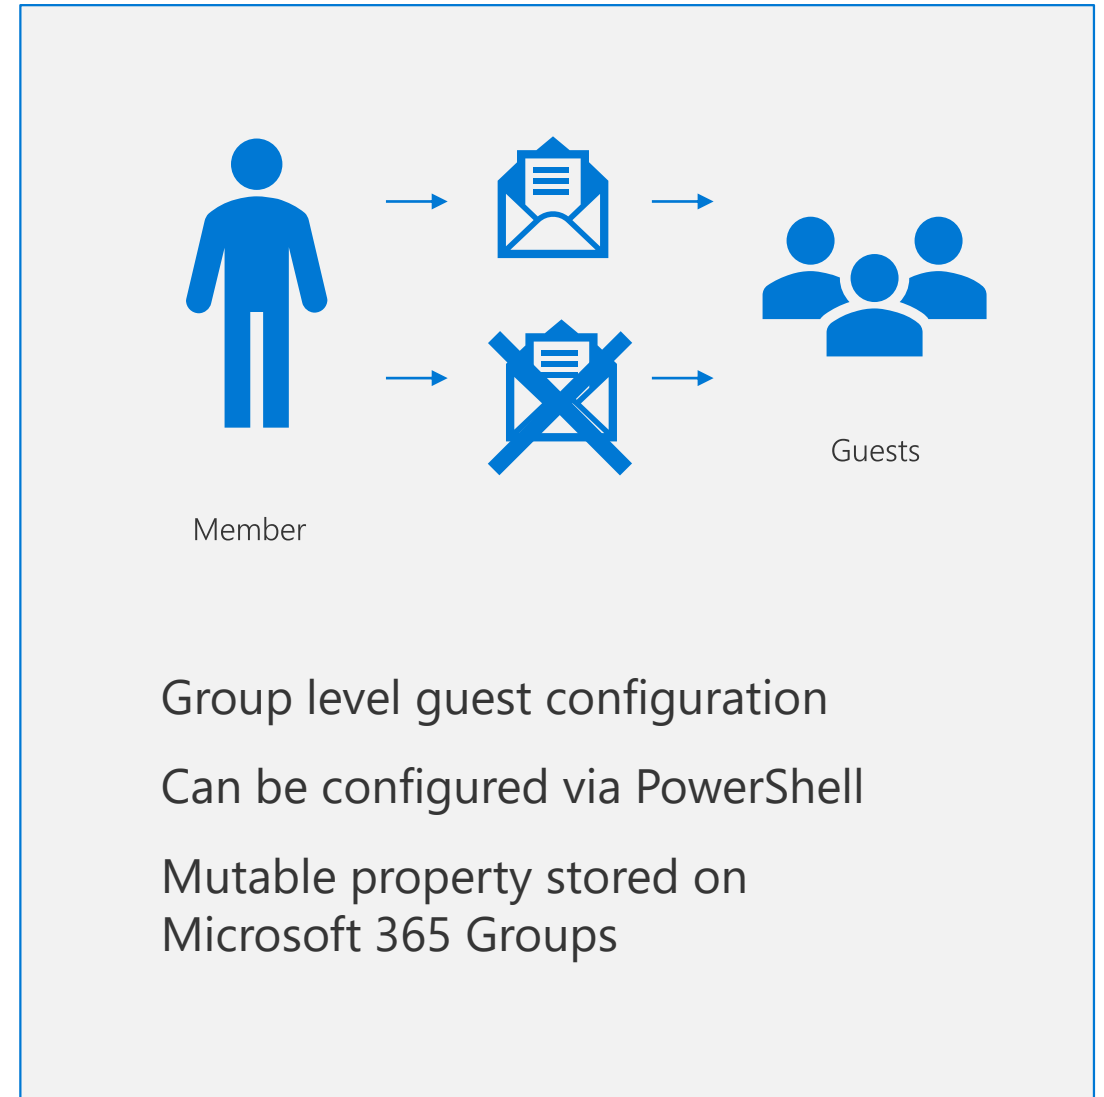 Guests
Member
Group level guest configuration
Can be configured via PowerShell
Mutable property stored on
Microsoft 365 Groups